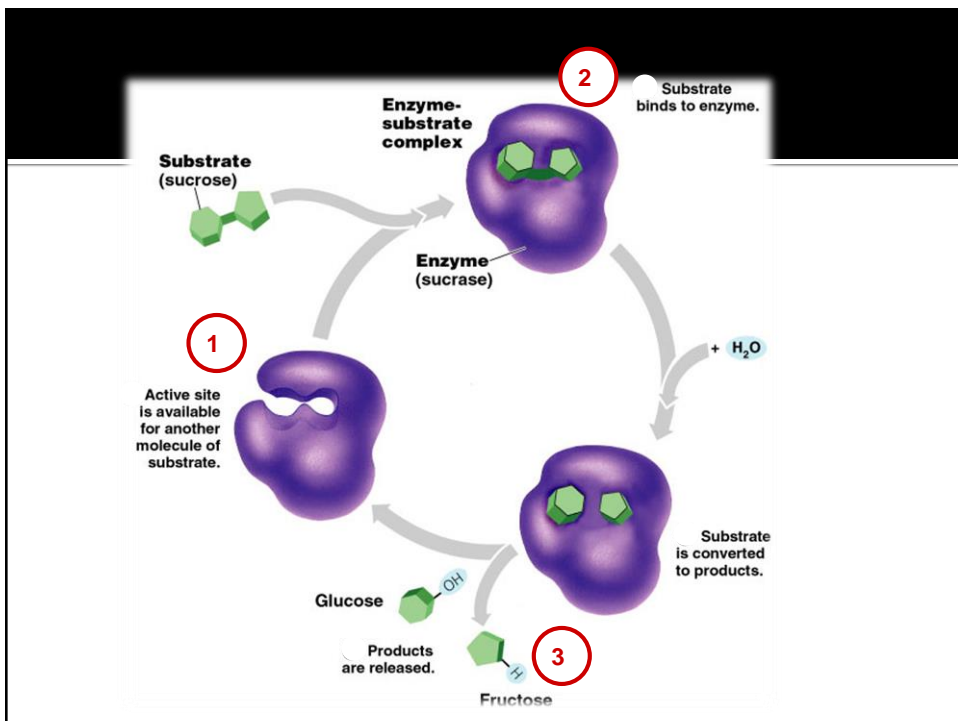 2
Substrate
binds to enzyme.
Enzyme-
substrate
complex
Substrate
(sucrose)
Enzyme
(sucrase)
1
+ H₂O
Active site
is available
for another
molecule of
substrate.
Substrate
is converted
to products.
Glucose
OH
Products
are released.
3
H
Fructose